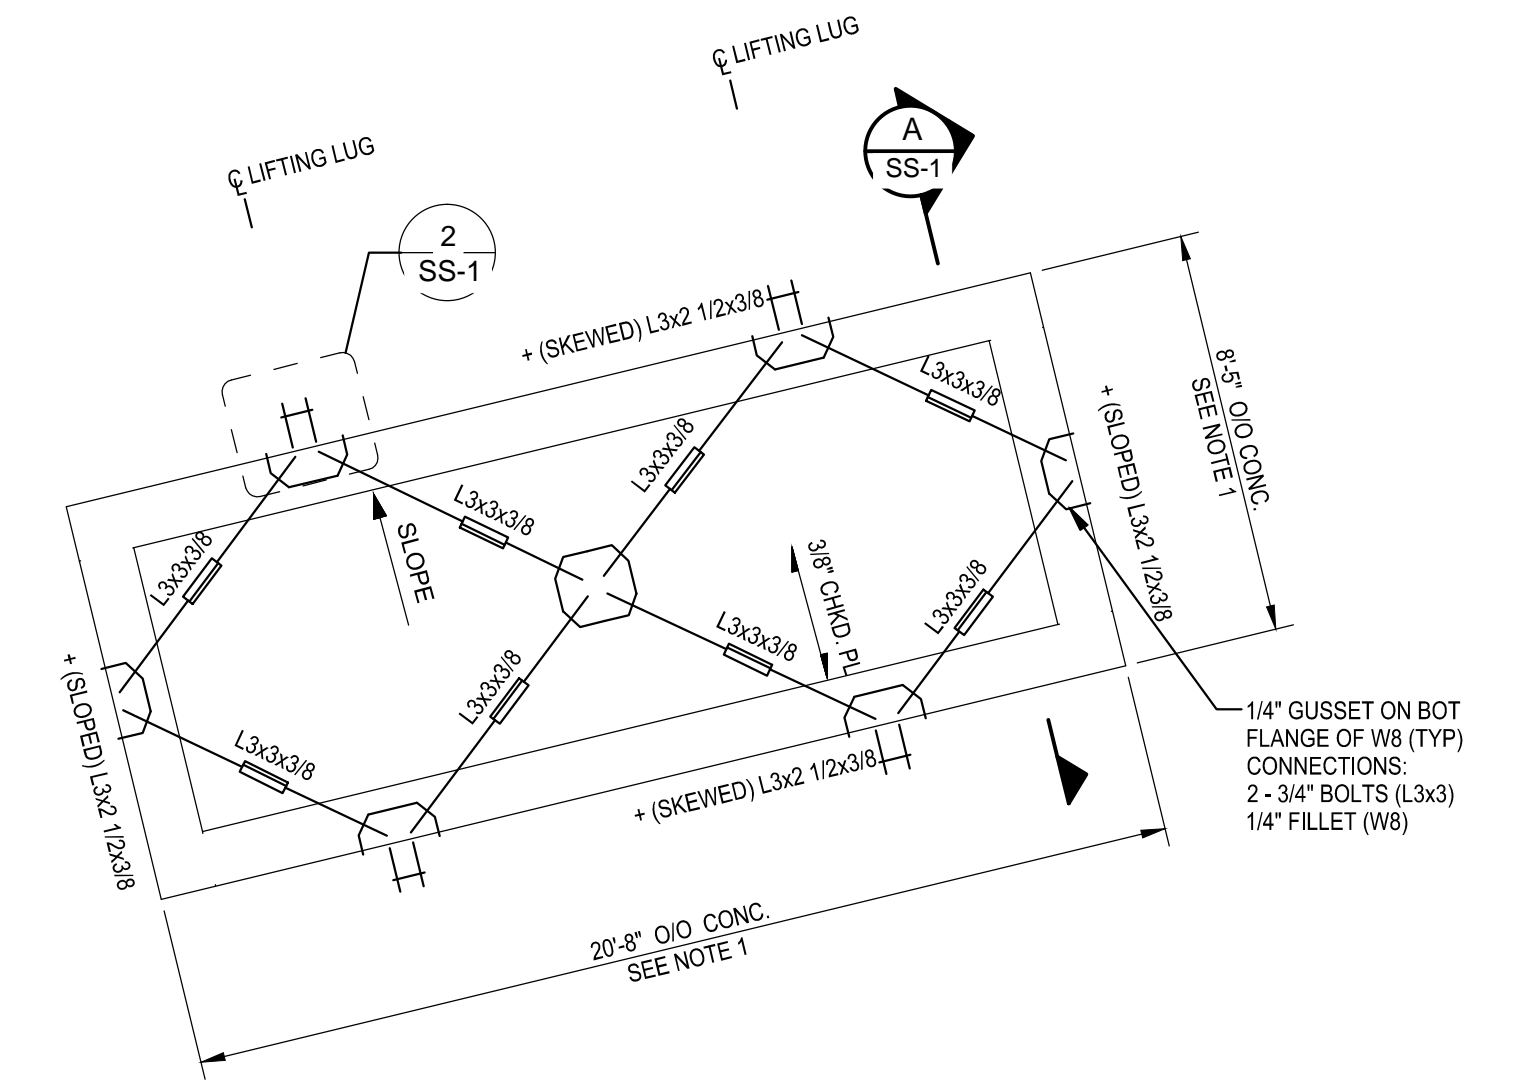 ℄ LIFTING LUG
℄ LIFTING LUG
A
SS-1
2
SS-1
+ (SKEWED) L3x2 1/2x3/8
L3x3x3/8
8'-5" O/O CONC.
SEE NOTE 1
+ (SLOPED) L3x2 1/2x3/8
L3x3x3/8
L3x3x3/8
L3x3x3/8
SLOPE
3/8" CHKD. PL
L3x3x3/8
L3x3x3/8
L3x3x3/8
L3x3x3/8
+ (SLOPED) L3x2 1/2x3/8
+ (SKEWED) L3x2 1/2x3/8
1/4" GUSSET ON BOT
FLANGE OF W8 (TYP)
CONNECTIONS:
2 - 3/4" BOLTS (L3x3)
1/4" FILLET (W8)
20'-8" O/O CONC.
SEE NOTE 1